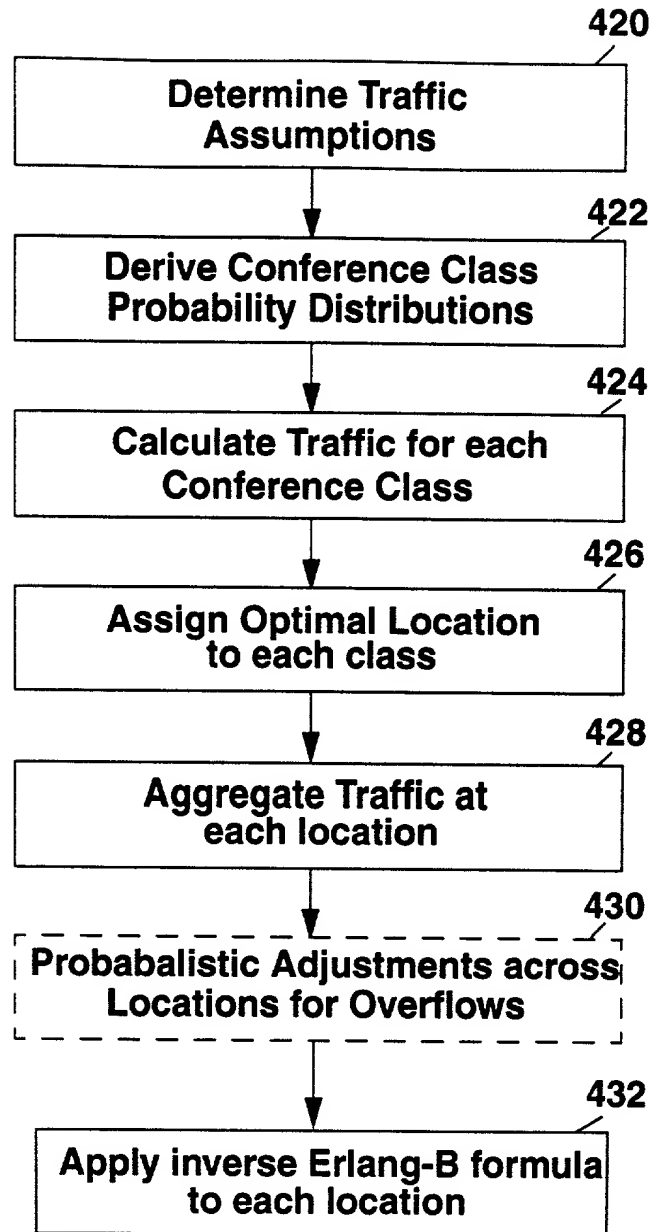 420
Determine Traffic
Assumptions
422
Derive Conference Class
Probability Distributions
424
Calculate Traffic for each
Conference Class
426
Assign Optimal Location
to each class
428
Aggregate Traffic at
each location
430
Probabalistic Adjustments across
Locations for Overflows
432
Apply inverse Erlang-B formula
to each location